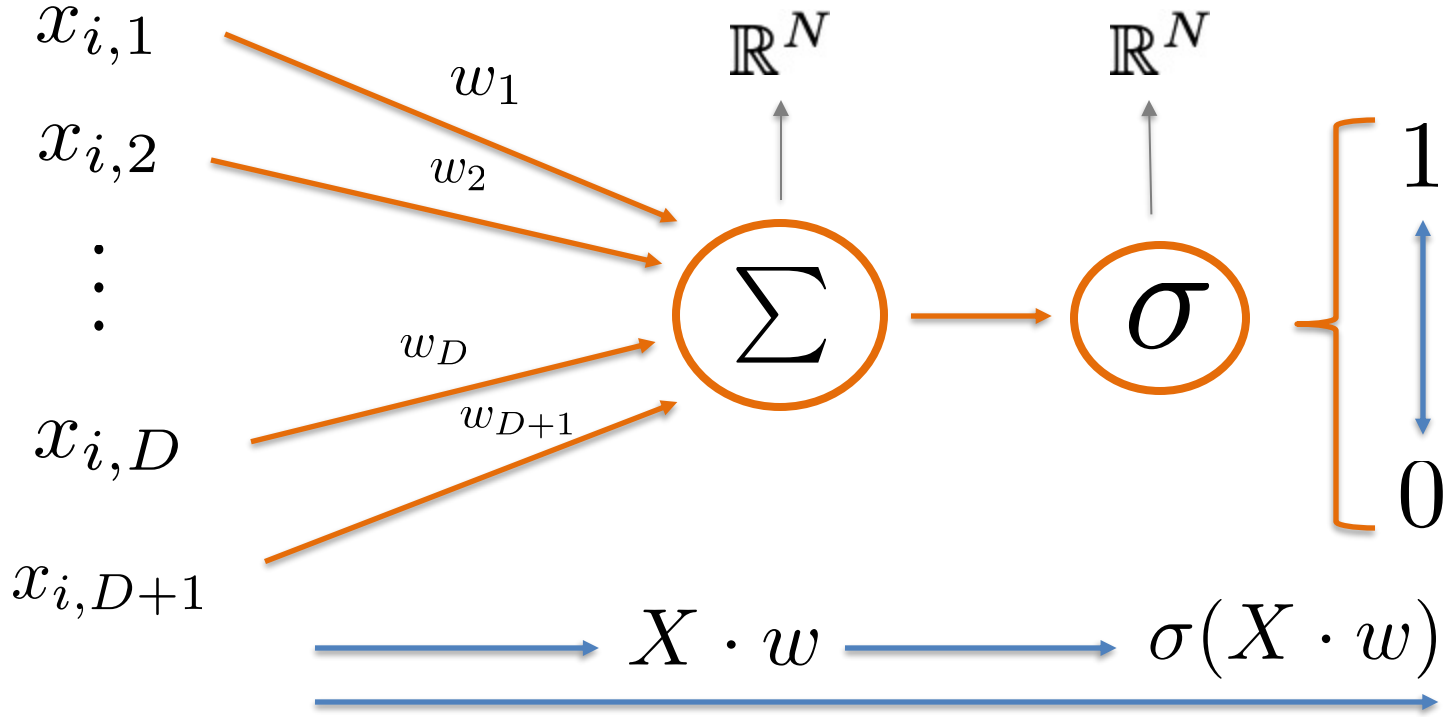 x_{i,1}
w_1
ℝ^N
ℝ^N
x_{i,2}
w_2
1
⋮
∑
σ
w_D
x_{i,D}
w_{D+1}
0
x_{i,D+1}
X · w
σ(X · w)